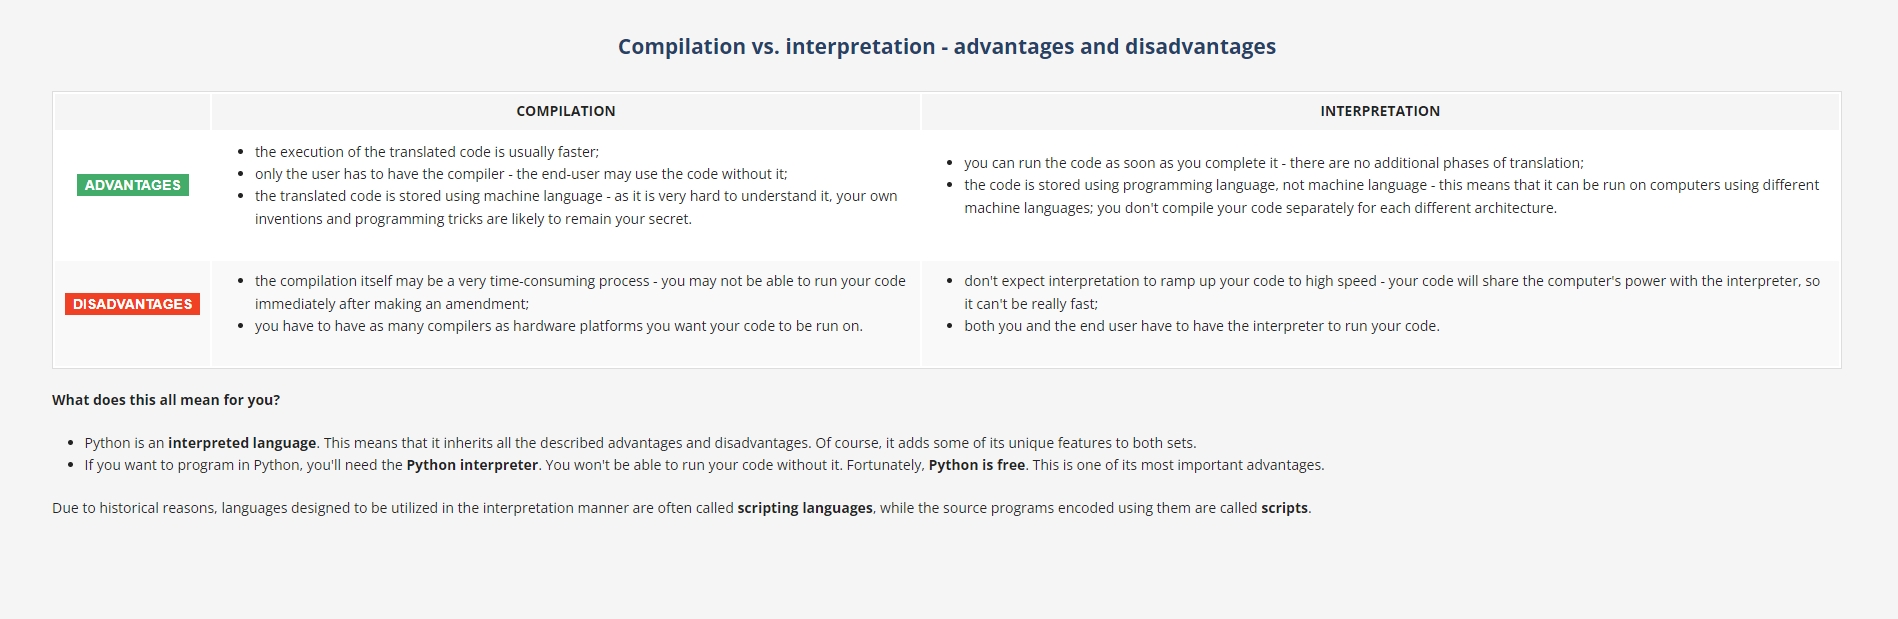 Compilation vs. interpretation - advantages and disadvantages
COMPILATION
INTERPRETATION
ADVANTAGES
the execution of the translated code is usually faster;
only the user has to have the compiler - the end-user may use the code without it;
the translated code is stored using machine language - as it is very hard to understand it, your own
inventions and programming tricks are likely to remain your secret.
you can run the code as soon as you complete it - there are no additional phases of translation;
the code is stored using programming language, not machine language - this means that it can be run on computers using different
machine languages; you don't compile your code separately for each different architecture.
DISADVANTAGES
the compilation itself may be a very time-consuming process - you may not be able to run your code
immediately after making an amendment;
you have to have as many compilers as hardware platforms you want your code to be run on.
don't expect interpretation to ramp up your code to high speed - your code will share the computer's power with the interpreter, so
it can't be really fast;
both you and the end user have to have the interpreter to run your code.
What does this all mean for you?
Python is an interpreted language. This means that it inherits all the described advantages and disadvantages. Of course, it adds some of its unique features to both sets.
If you want to program in Python, you'll need the Python interpreter. You won't be able to run your code without it. Fortunately, Python is free. This is one of its most important advantages.
Due to historical reasons, languages designed to be utilized in the interpretation manner are often called scripting languages, while the source programs encoded using them are called scripts.